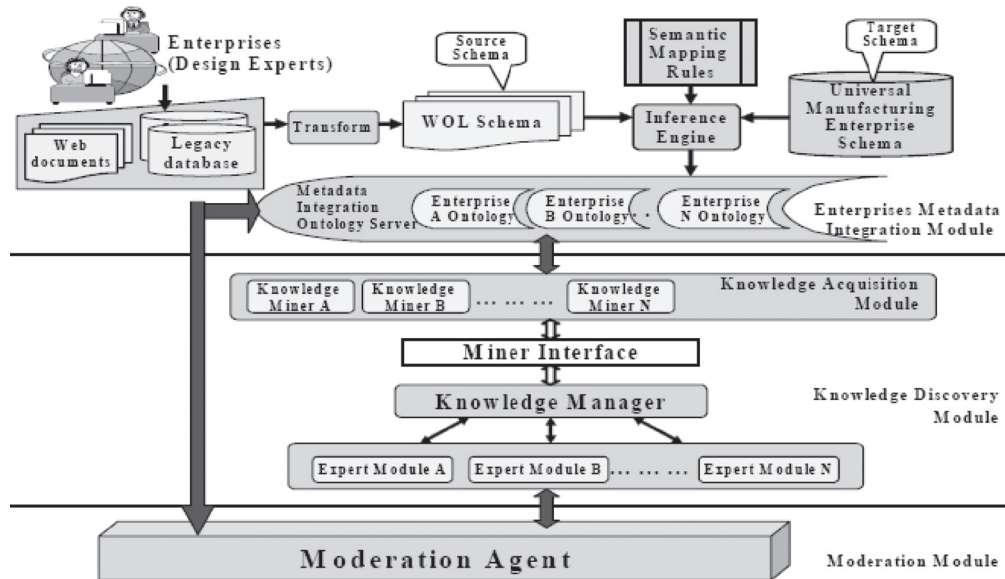 Enterprises
(Design Experts)
Source
Schema
Semantic
Mapping
Rules
Target
Schema
Web
documents
Legacy
database
Transform
WOL Schema
Inference
Engine
Universal
Manufacturing
Enterprise
Schema
Metadata
Integration
Ontology Server
Enterprise
A Ontology
Enterprise
B Ontology
. .
Enterprise
N Ontology
Enterprises Metadata
Integration Module
Knowledge
Miner A
Knowledge
Miner B
... ... ...
Knowledge
Miner N
Knowledge Acquisition
Module
Miner Interface
Knowledge Manager
Knowledge Discovery
Module
Expert Module A
Expert Module B
... ... ...
Expert Module N
Moderation Agent
Moderation Module